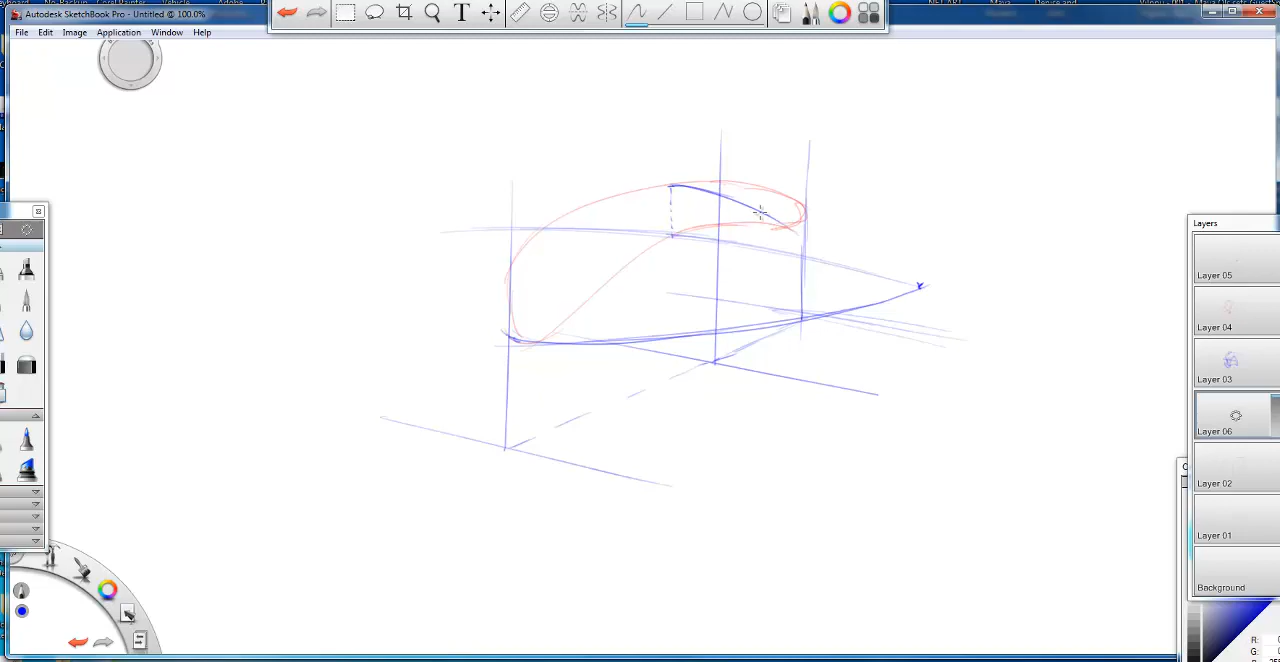 Autodesk SketchBook Pro - Untitled @ 100.0%
File Edit Image Application Window Help
T
Layers
Layer 05
Layer 04
Layer 03
Layer 06
Layer 02
Layer 01
Background
R:
G: